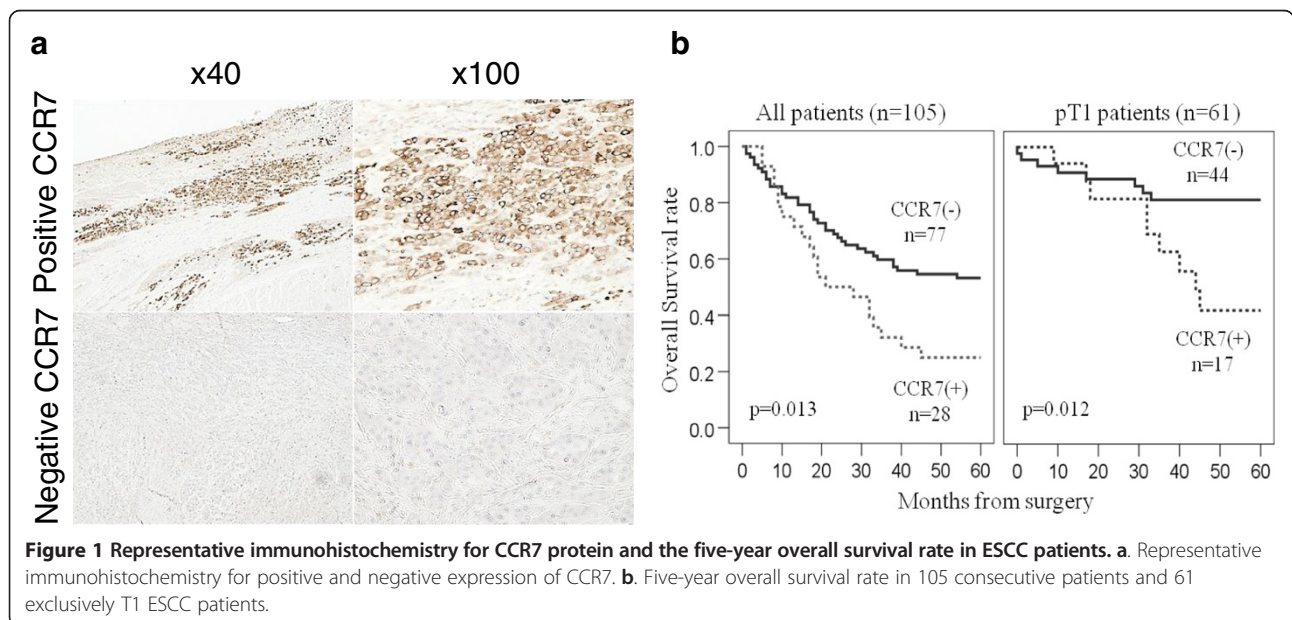 a
x40
x100
Positive CCR7
Negative CCR7
b
All patients (n=105)
Overall Survival rate
1.0
0.8
0.6
0.4
0.2
0.0
CCR7(-)
n=77
CCR7(+)
n=28
p=0.013
0 10 20 30 40 50 60
pT1 patients (n=61)
CCR7(-)
n=44
CCR7(+)
n=17
p=0.012
0 10 20 30 40 50 60
Months from surgery
Figure 1 Representative immunohistochemistry for CCR7 protein and the five-year overall survival rate in ESCC patients. a. Representative
immunohistochemistry for positive and negative expression of CCR7. b. Five-year overall survival rate in 105 consecutive patients and 61
exclusively T1 ESCC patients.